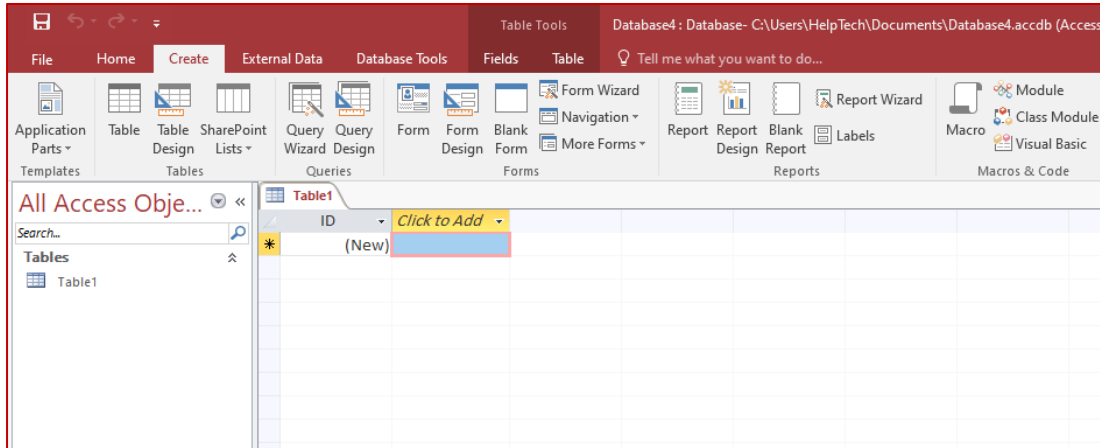 Table Tools
Database4 : Database- C:\Users\HelpTech\Documents\Database4.accdb (Access
File Home Create External Data Database Tools Fields Table Tell me what you want to do...
Application Parts
Table
Table Design
SharePoint Lists
Query Wizard
Query Design
Form
Form Design
Blank Form
Form Wizard
Navigation
More Forms
Report
Report Design
Blank Report
Report Wizard
Labels
Macro
Module
Class Module
Visual Basic
Templates Tables Queries Forms Reports Macros & Code
All Access Obje...
Search...
Tables
Table1
Table1
ID Click to Add
(New)